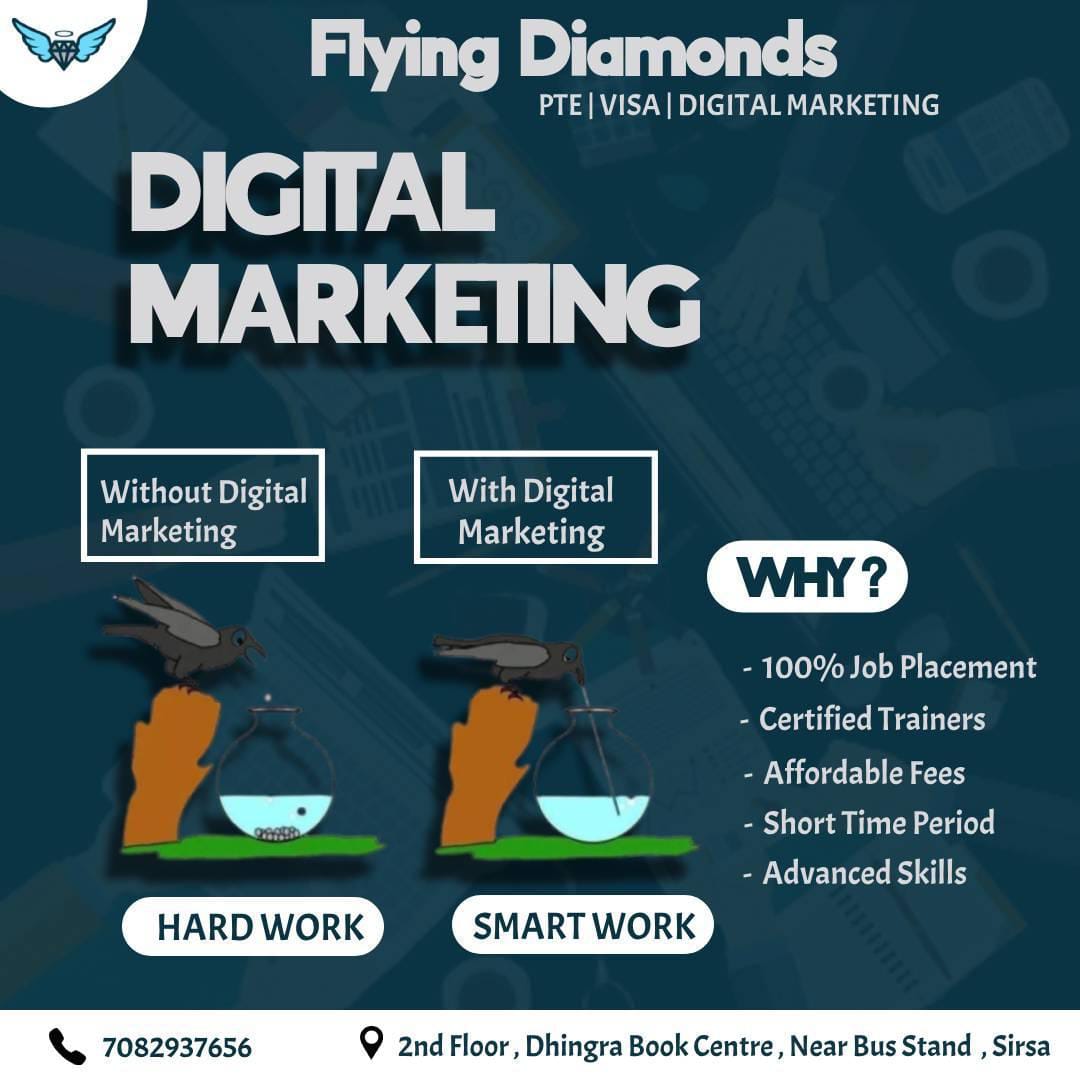 Flying Diamonds
PTE | VISA | DIGITAL MARKETING
DIGITAL
MARKETING
Without Digital
Marketing
With Digital
Marketing
WHY ?
- 100% Job Placement
- Certified Trainers
- Affordable Fees
- Short Time Period
- Advanced Skills
HARD WORK
SMART WORK
7082937656
2nd Floor , Dhingra Book Centre , Near Bus Stand , Sirsa